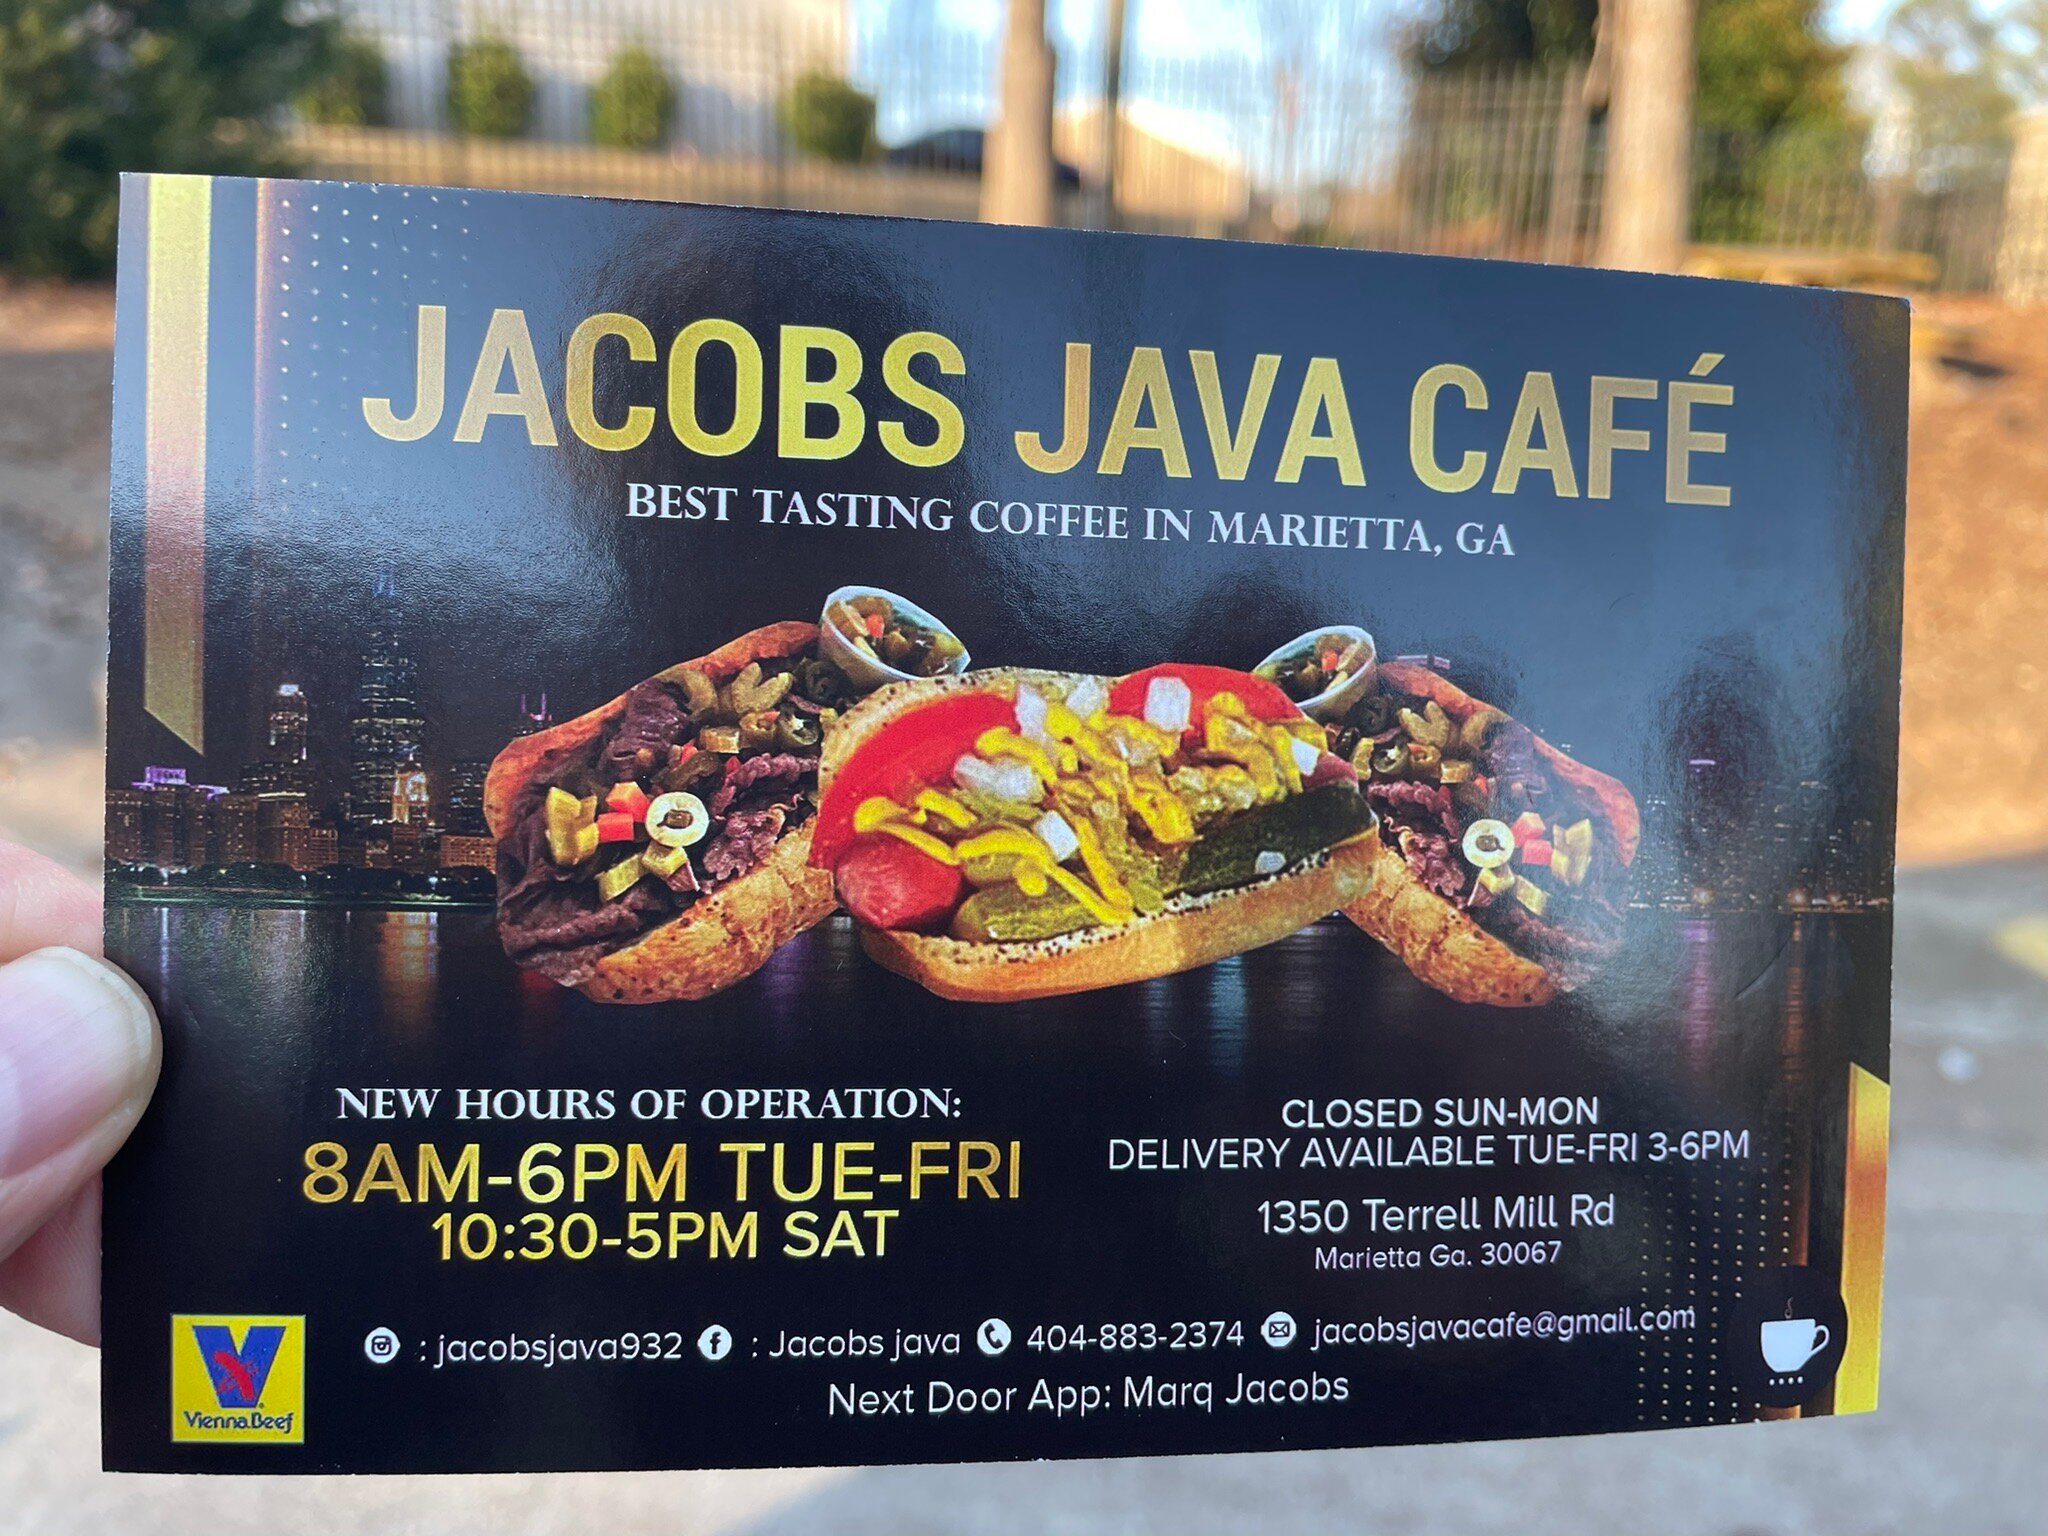 JACOBS JAVA CAFÉ
BEST TASTING COFFEE IN MARIETTA, GA
NEW HOURS OF OPERATION:
8AM-6PM TUE-FRI
10:30-5PM SAT
CLOSED SUN-MON
DELIVERY AVAILABLE TUE-FRI 3-6PM
1350 Terrell Mill Rd
Marietta Ga. 30067
: jacobsjava932 : Jacobs java 404-883-2374 jacobsjavacafe@gmail.com
Next Door App: Marq Jacobs
V
Vienna Beef